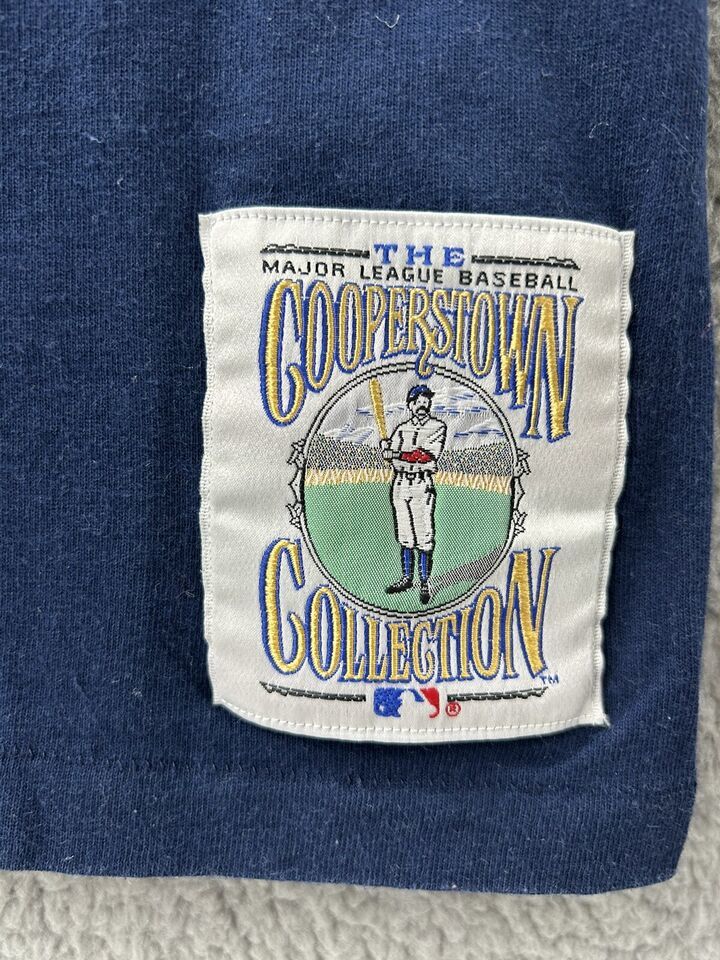 THE
MAJOR LEAGUE BASEBALL
COOPERSTOWN
COLLECTION
TM
®